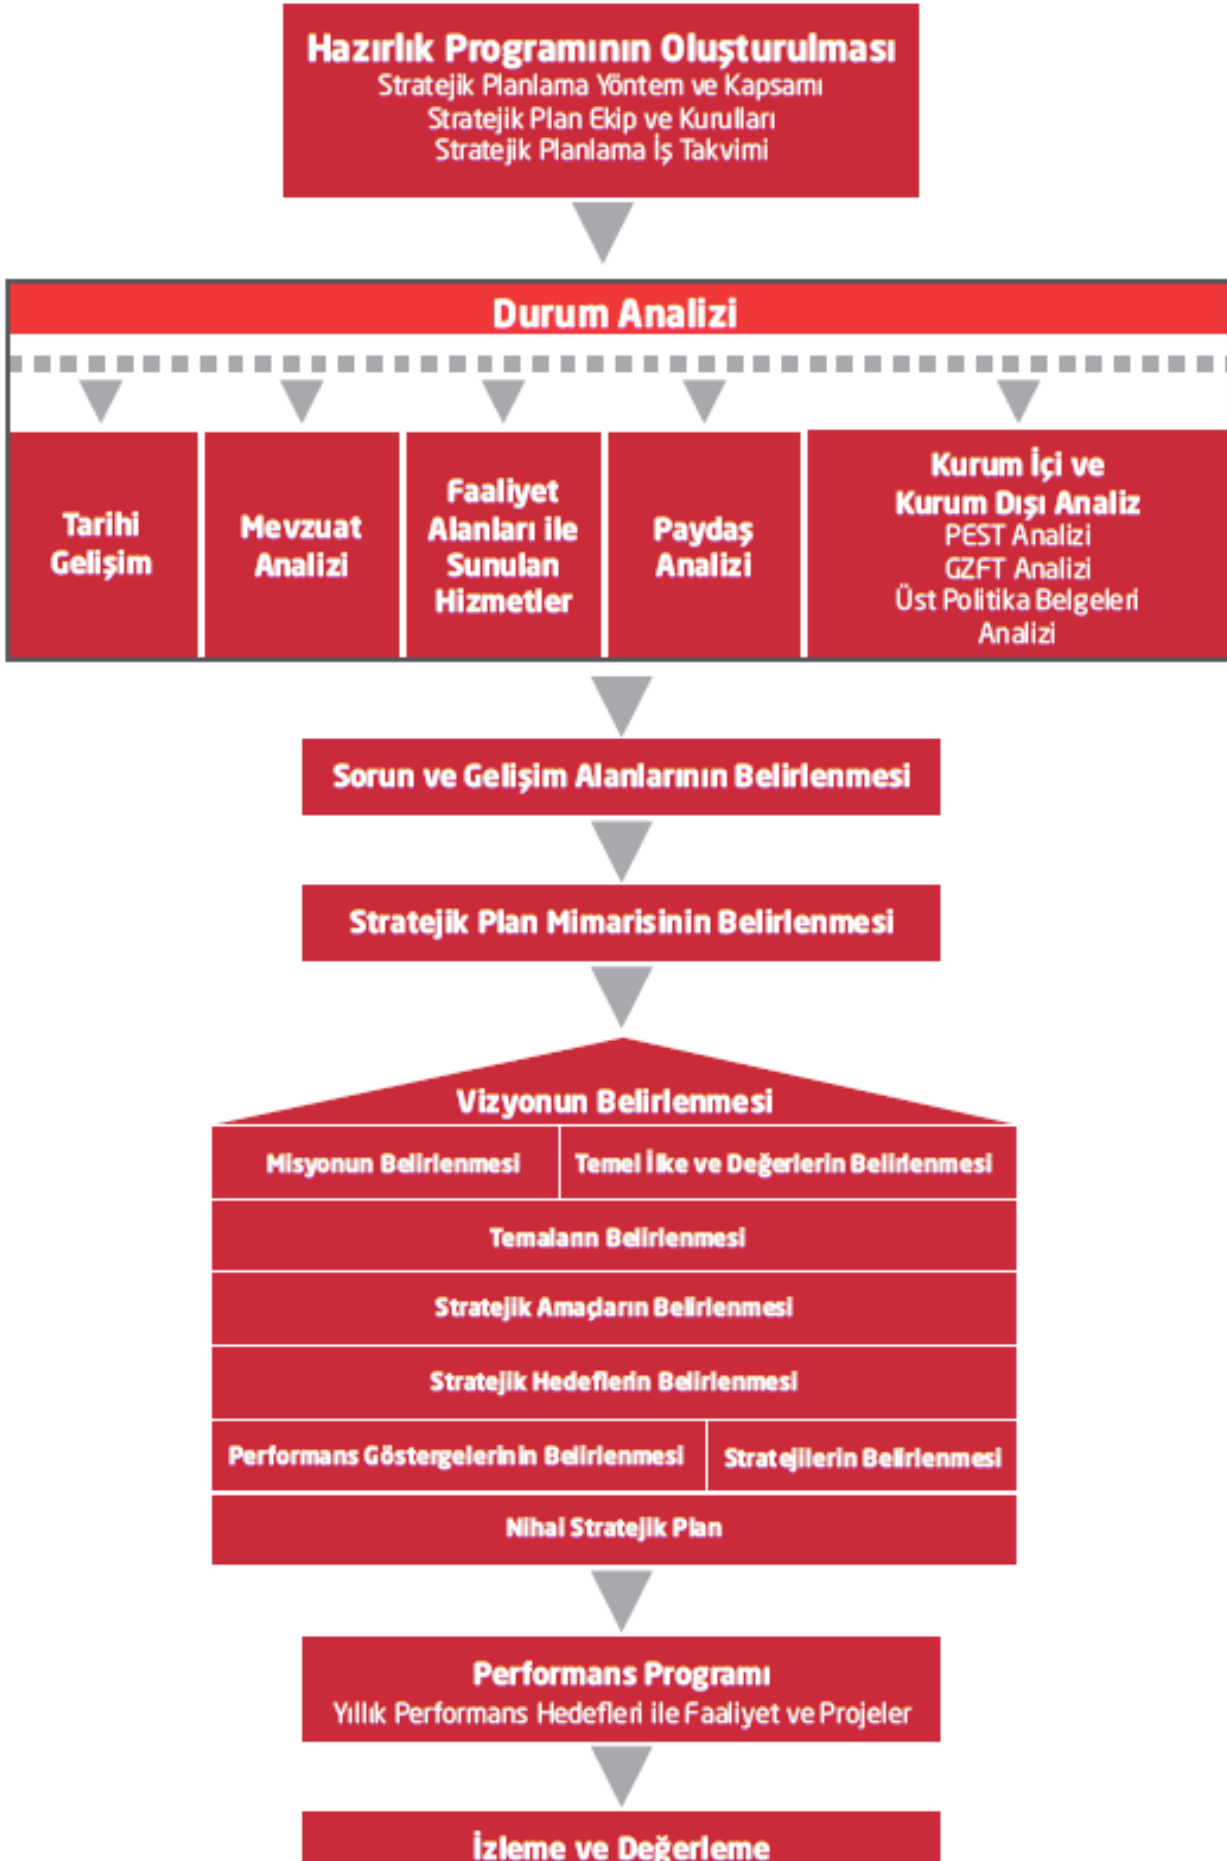 Hazırlık Programının Oluşturulması
Stratejik Planlama Yöntem ve Kapsamı
Stratejik Plan Ekip ve Kurulları
Stratejik Planlama İş Takvimi
Durum Analizi
Tarihi
Gelişim
Mevzuat
Analizi
Faaliyet
Alanları ile
Sunulan
Hizmetler
Paydaş
Analizi
Kurum İçi ve
Kurum Dışı Analiz
PEST Analizi
GZFT Analizi
Üst Politika Belgeleri
Analizi
Sorun ve Gelişim Alanlarının Belirlenmesi
Stratejik Plan Mimarisinin Belirlenmesi
Vizyonun Belirlenmesi
Misyonun Belirlenmesi
Temel İlke ve Değerlerin Belirlenmesi
Temaların Belirlenmesi
Stratejik Amaçların Belirlenmesi
Stratejik Hedeflerin Belirlenmesi
Performans Göstergelerinin Belirlenmesi
Stratejilerin Belirlenmesi
Nihai Stratejik Plan
Performans Programı
Yıllık Performans Hedefleri ile Faaliyet ve Projeler
İzleme ve Değerleme